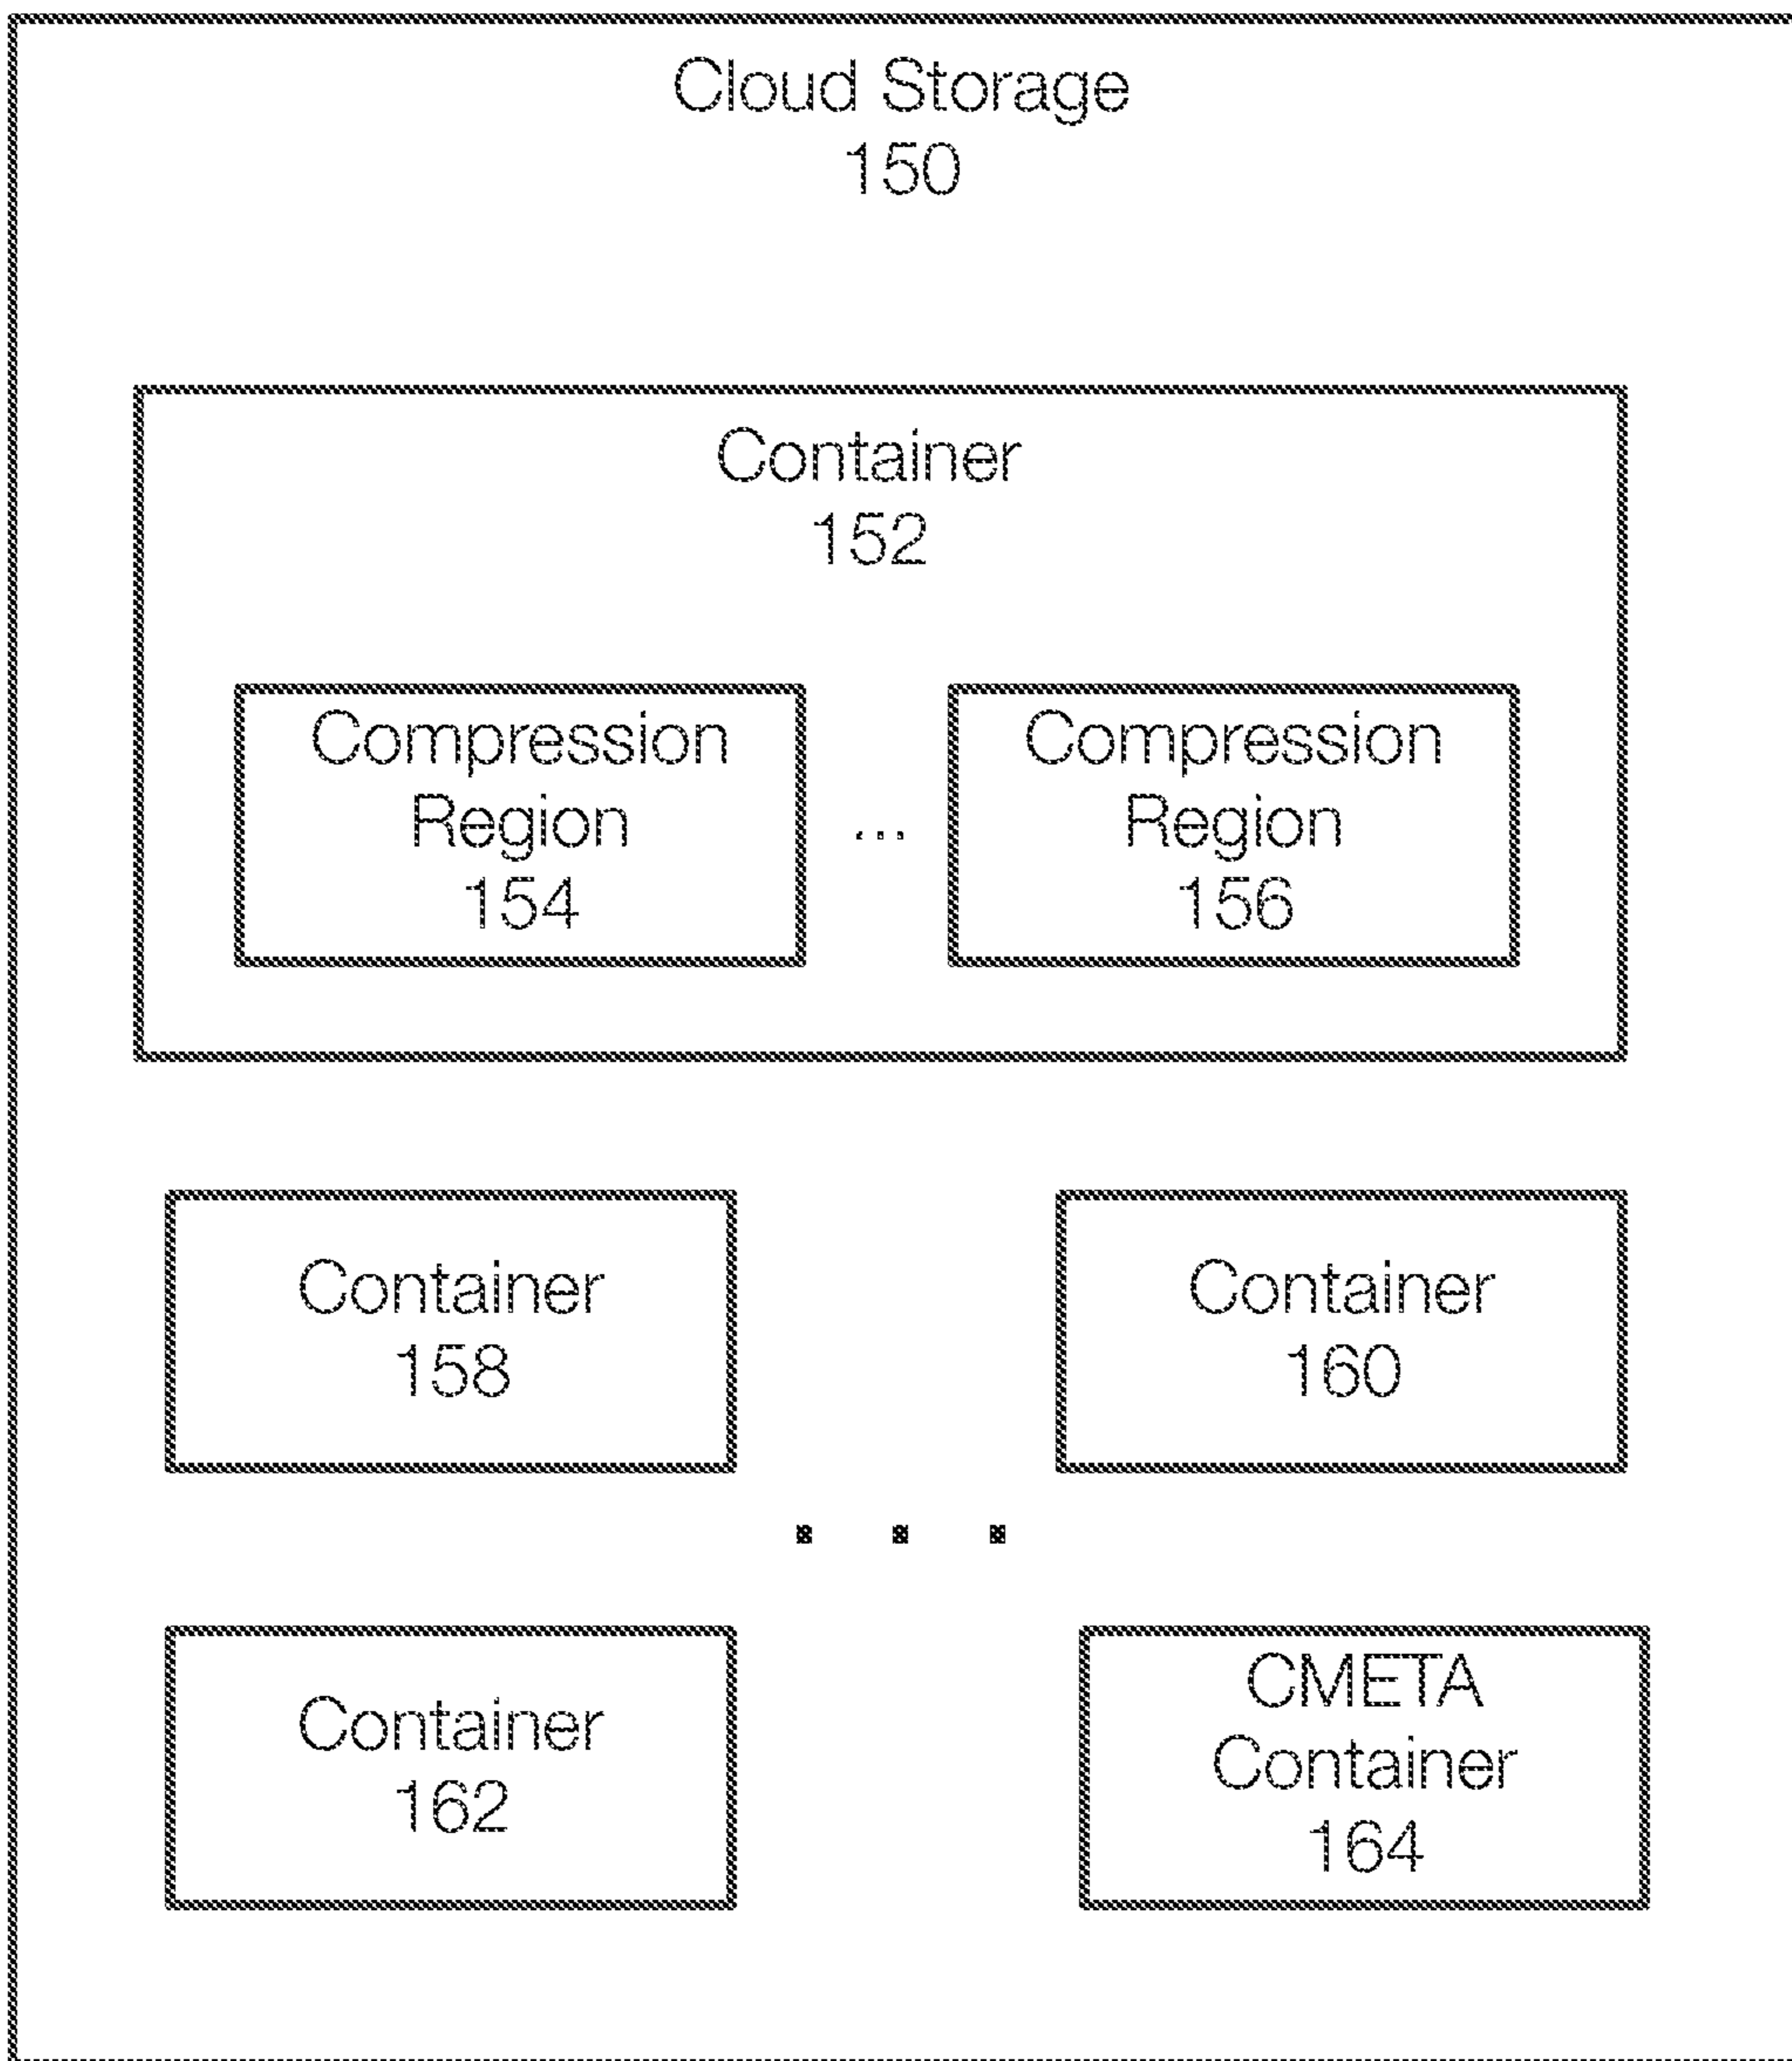 Cloud Storage
150
Container
152
Compression
Region
154
...
Compression
Region
156
Container
158
Container
160
. . .
Container
162
CMETA
Container
164